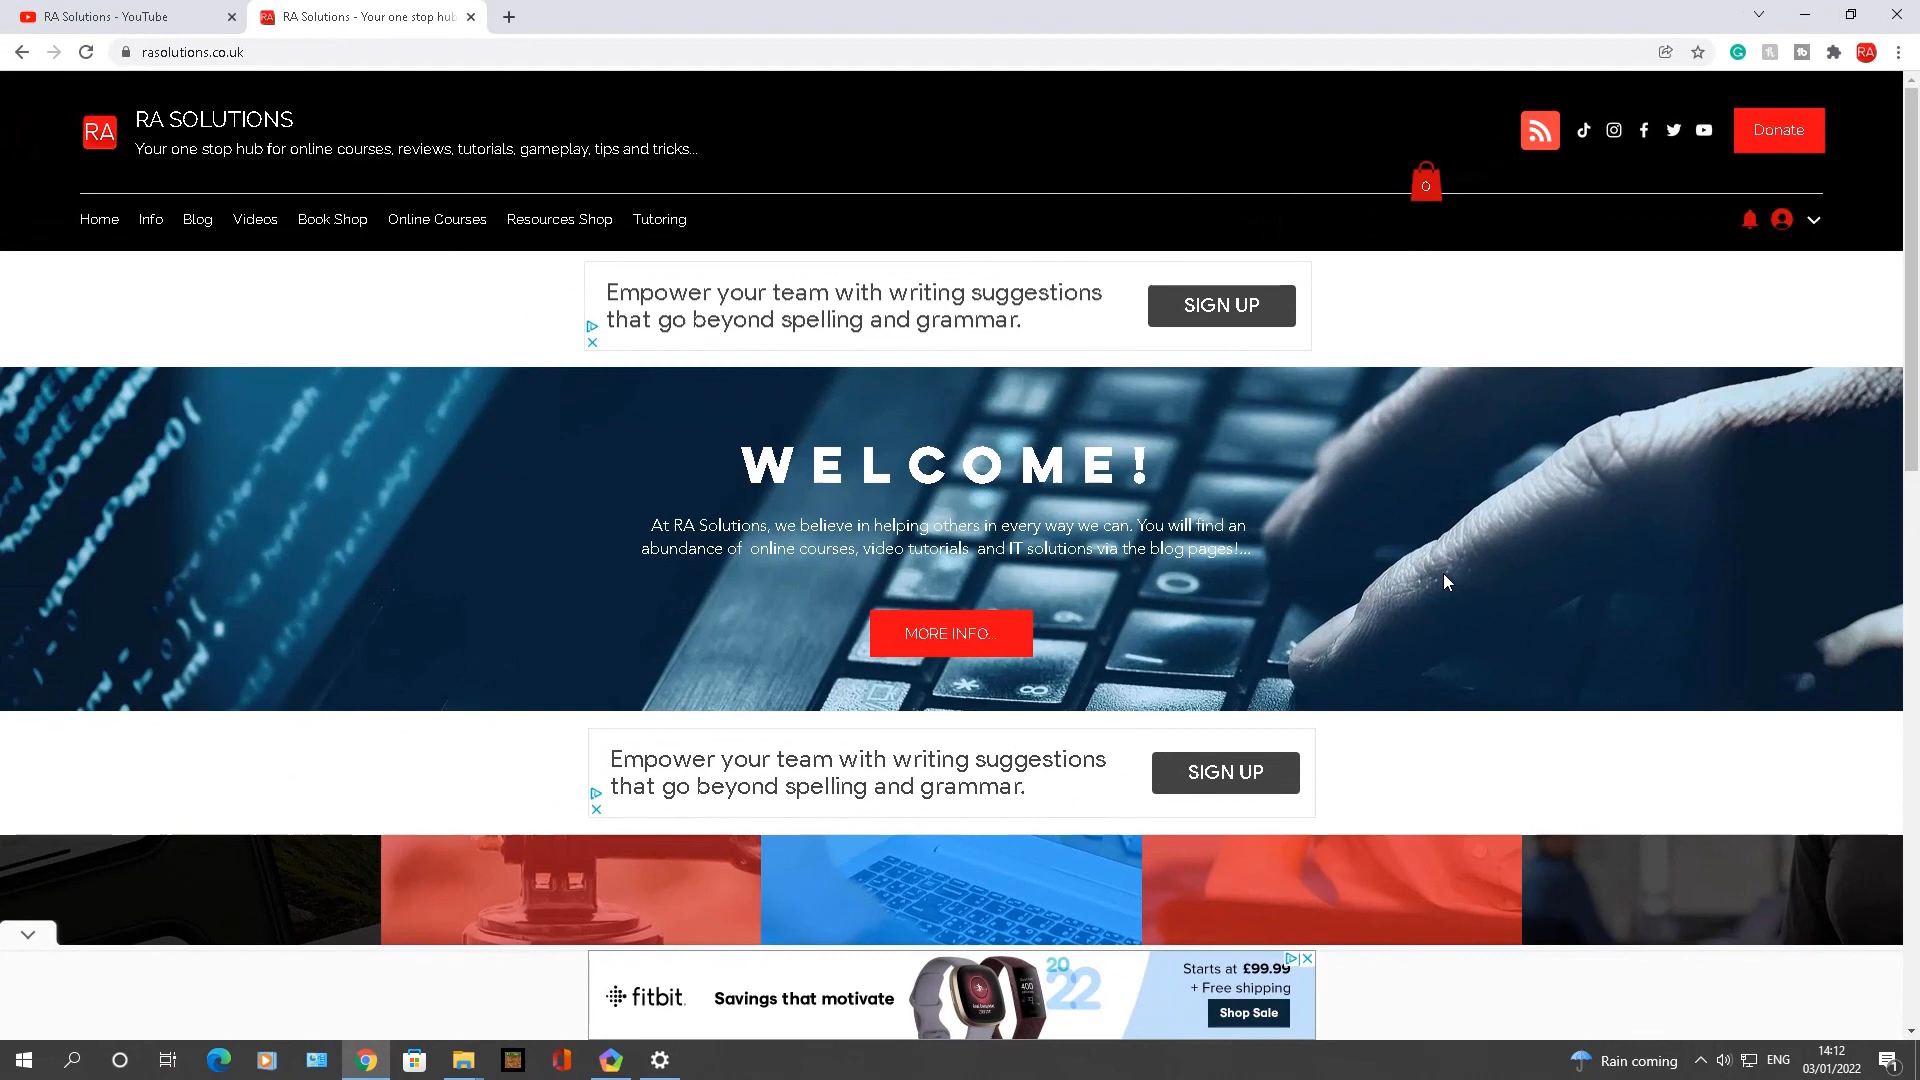 RA Solutions - YouTube
RA Solutions - Your one stop hub
rasolutions.co.uk
RA
RA SOLUTIONS
Your one stop hub for online courses, reviews, tutorials, gameplay, tips and tricks...
Donate
0
Home Info Blog Videos Book Shop Online Courses Resources Shop Tutoring
Empower your team with writing suggestions
that go beyond spelling and grammar.
SIGN UP
WELCOME!
At RA Solutions, we believe in helping others in every way we can. You will find an
abundance of online courses, video tutorials and IT solutions via the blog pages!...
MORE INFO...
Empower your team with writing suggestions
that go beyond spelling and grammar.
SIGN UP
fitbit.
Savings that motivate
2022
Starts at £99.99
+ Free shipping
Shop Sale
Rain coming
ENG
14:12
03/01/2022
1